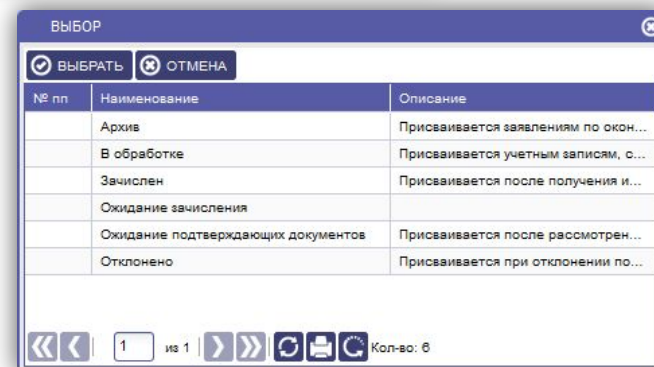 ВЫБОР
ВЫБРАТЬ ОТМЕНА
№ пп Наименование Описание
Архив Присваивается заявлениям по окон...
В обработке Присваивается учетным записям, с...
Зачислен Присваивается после получения и...
Ожидание зачисления
Ожидание подтверждающих документов Присваивается после рассмотрен...
Отклонено Присваивается при отклонении по...
1 из 1 Кол-во: 6